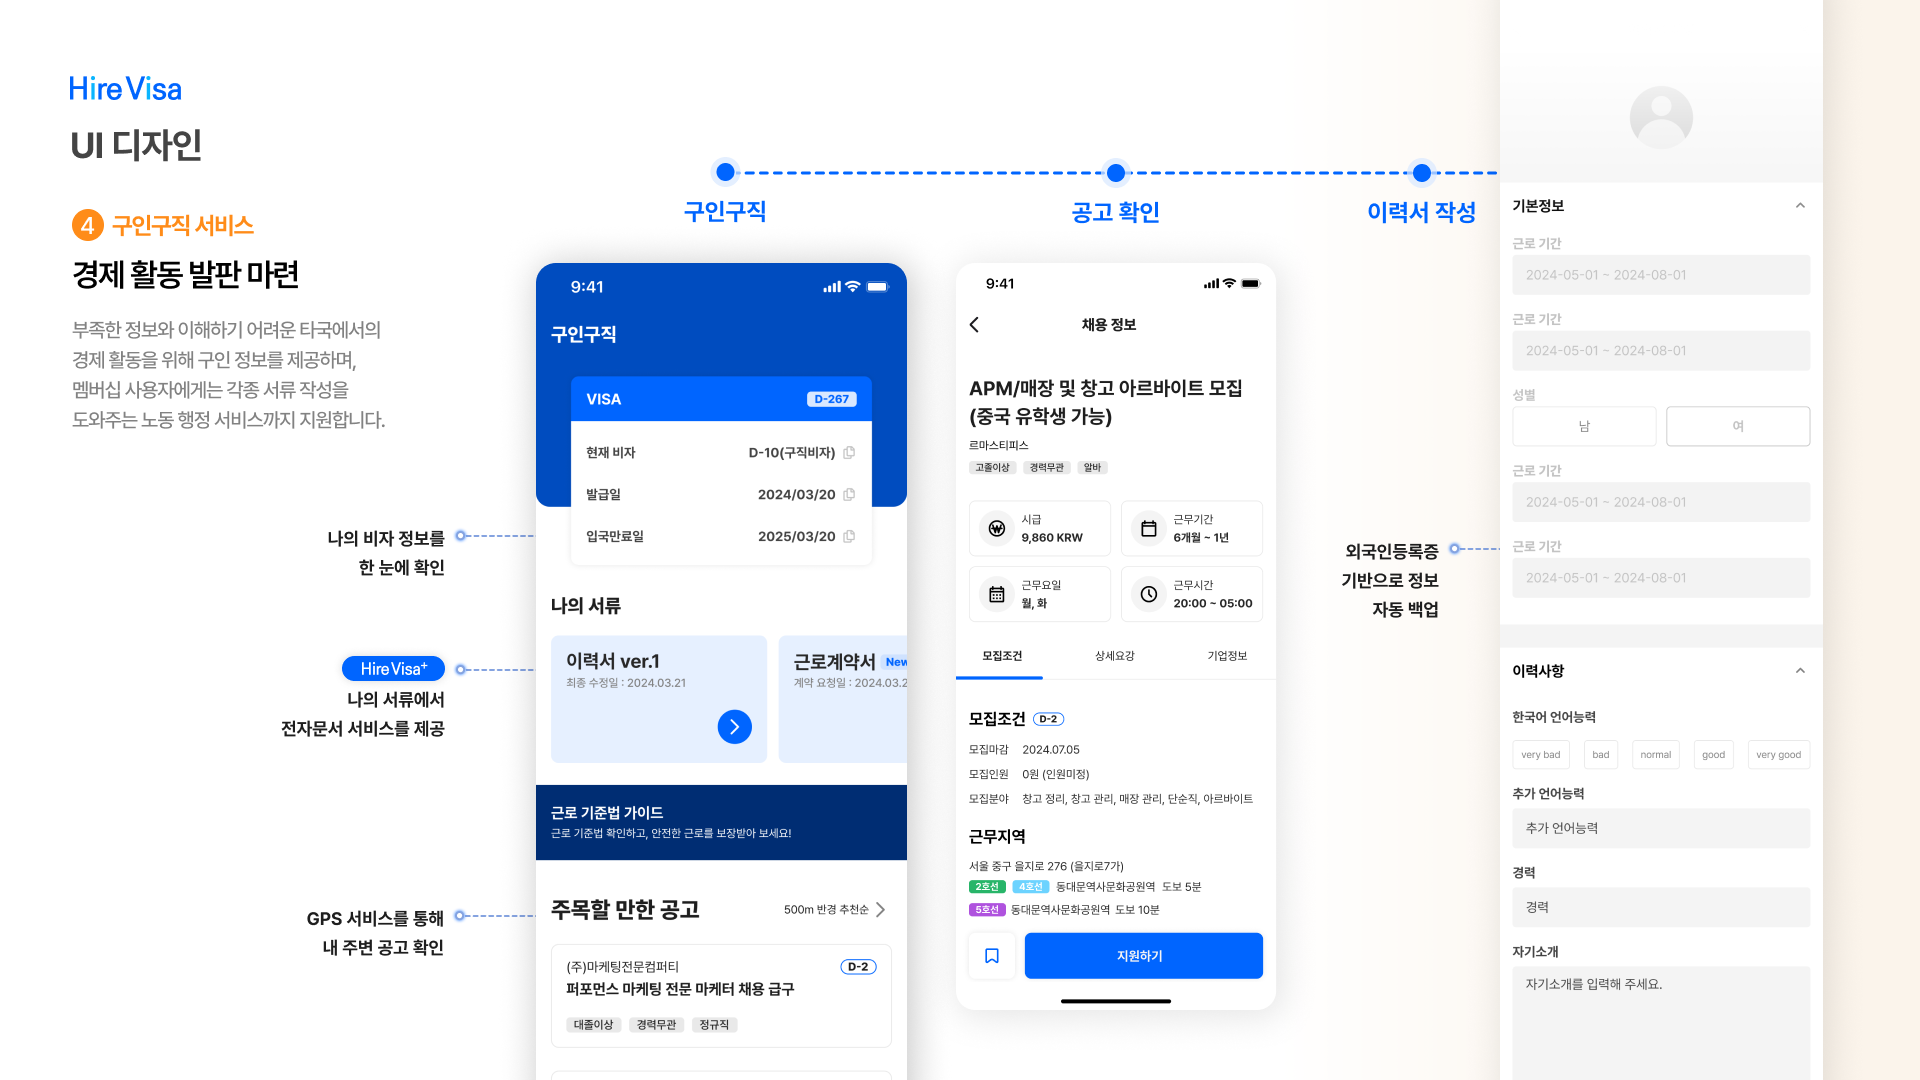 Hire Visa
UI 디자인
4 구인구직 서비스
경제 활동 발판 마련
부족한 정보와 이해하기 어려운 타국에서의
경제 활동을 위해 구인 정보를 제공하며,
멤버십 사용자에게는 각종 서류 작성을
도와주는 노동 행정 서비스까지 지원합니다.
구인구직
공고 확인
이력서 작성
나의 비자 정보를
한 눈에 확인
Hire Visa+
나의 서류에서
전자문서 서비스를 제공
GPS 서비스를 통해
내 주변 공고 확인
9:41
구인구직
VISA D-267
현재 비자 D-10(구직비자)
발급일 2024/03/20
입국만료일 2025/03/20
나의 서류
이력서 ver.1
최종 수정일 : 2024.03.21
근로계약서 New
계약 요청일 : 2024.03.2
근로 기준법 가이드
근로 기준법 확인하고, 안전한 근로를 보장받아 보세요!
주목할 만한 공고 500m 반경 추천순
(주)마케팅전문컴퍼티 D-2
퍼포먼스 마케팅 전문 마케터 채용 급구
대졸이상 경력무관 정규직
9:41
채용 정보
APM/매장 및 창고 아르바이트 모집
(중국 유학생 가능)
르마스티피스
고졸이상 경력무관 알바
시급
9,860 KRW
근무기간
6개월 ~ 1년
근무요일
월, 화
근무시간
20:00 ~ 05:00
모집조건 상세요강 기업정보
모집조건 D-2
모집마감 2024.07.05
모집인원 0원 (인원미정)
모집분야 창고 정리, 창고 관리, 매장 관리, 단순직, 아르바이트
근무지역
서울 중구 을지로 276 (을지로7가)
2호선 4호선 동대문역사문화공원역 도보 5분
5호선 동대문역사문화공원역 도보 10분
지원하기
외국인등록증
기반으로 정보
자동 백업
기본정보
근로 기간
2024-05-01 ~ 2024-08-01
근로 기간
2024-05-01 ~ 2024-08-01
성별
남 여
근로 기간
2024-05-01 ~ 2024-08-01
근로 기간
2024-05-01 ~ 2024-08-01
이력사항
한국어 언어능력
very bad bad normal good very good
추가 언어능력
추가 언어능력
경력
경력
자기소개
자기소개를 입력해 주세요.